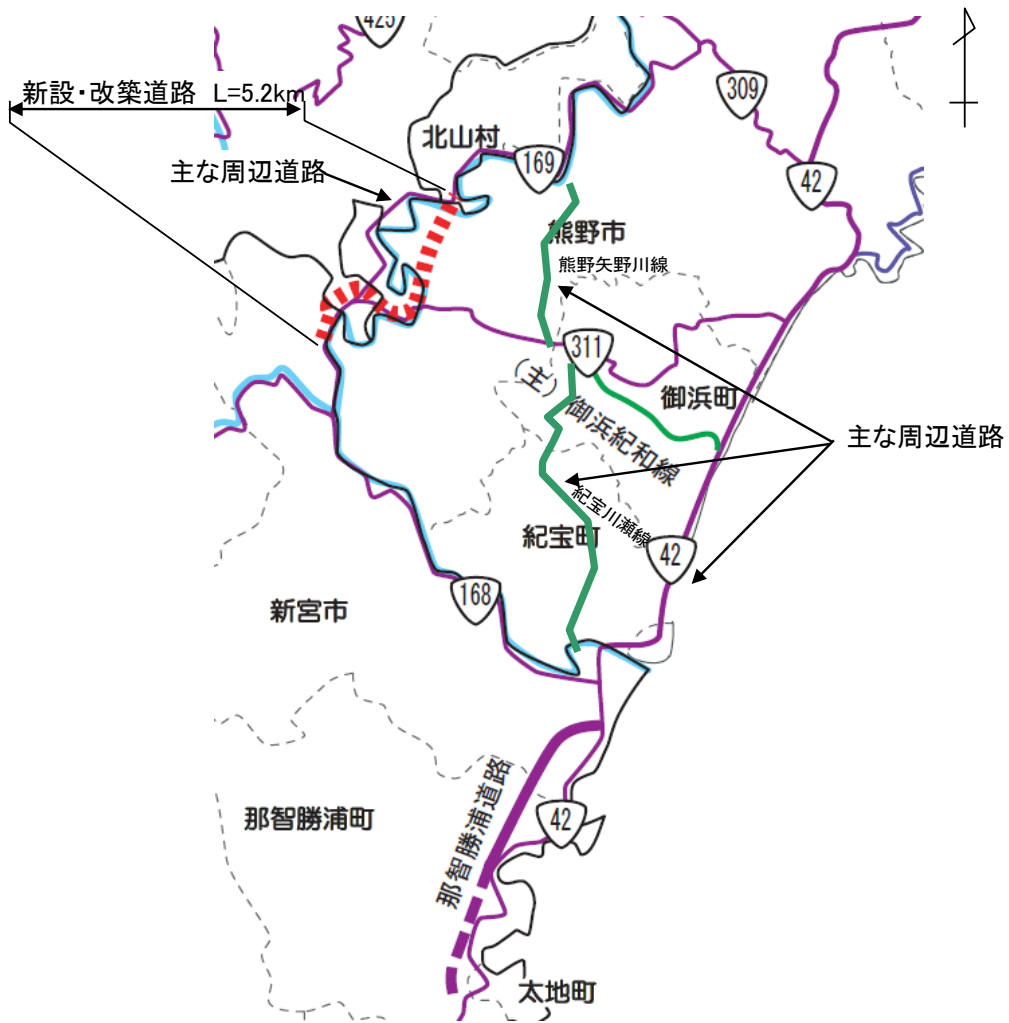 425
新設・改築道路 L=5.2km
309
北山村
169
42
主な周辺道路
熊野市
熊野矢野川線
311
(主)御浜紀和線
御浜町
主な周辺道路
紀宝川瀬線
紀宝町
42
168
新宮市
那智勝浦道路
那智勝浦町
42
太地町